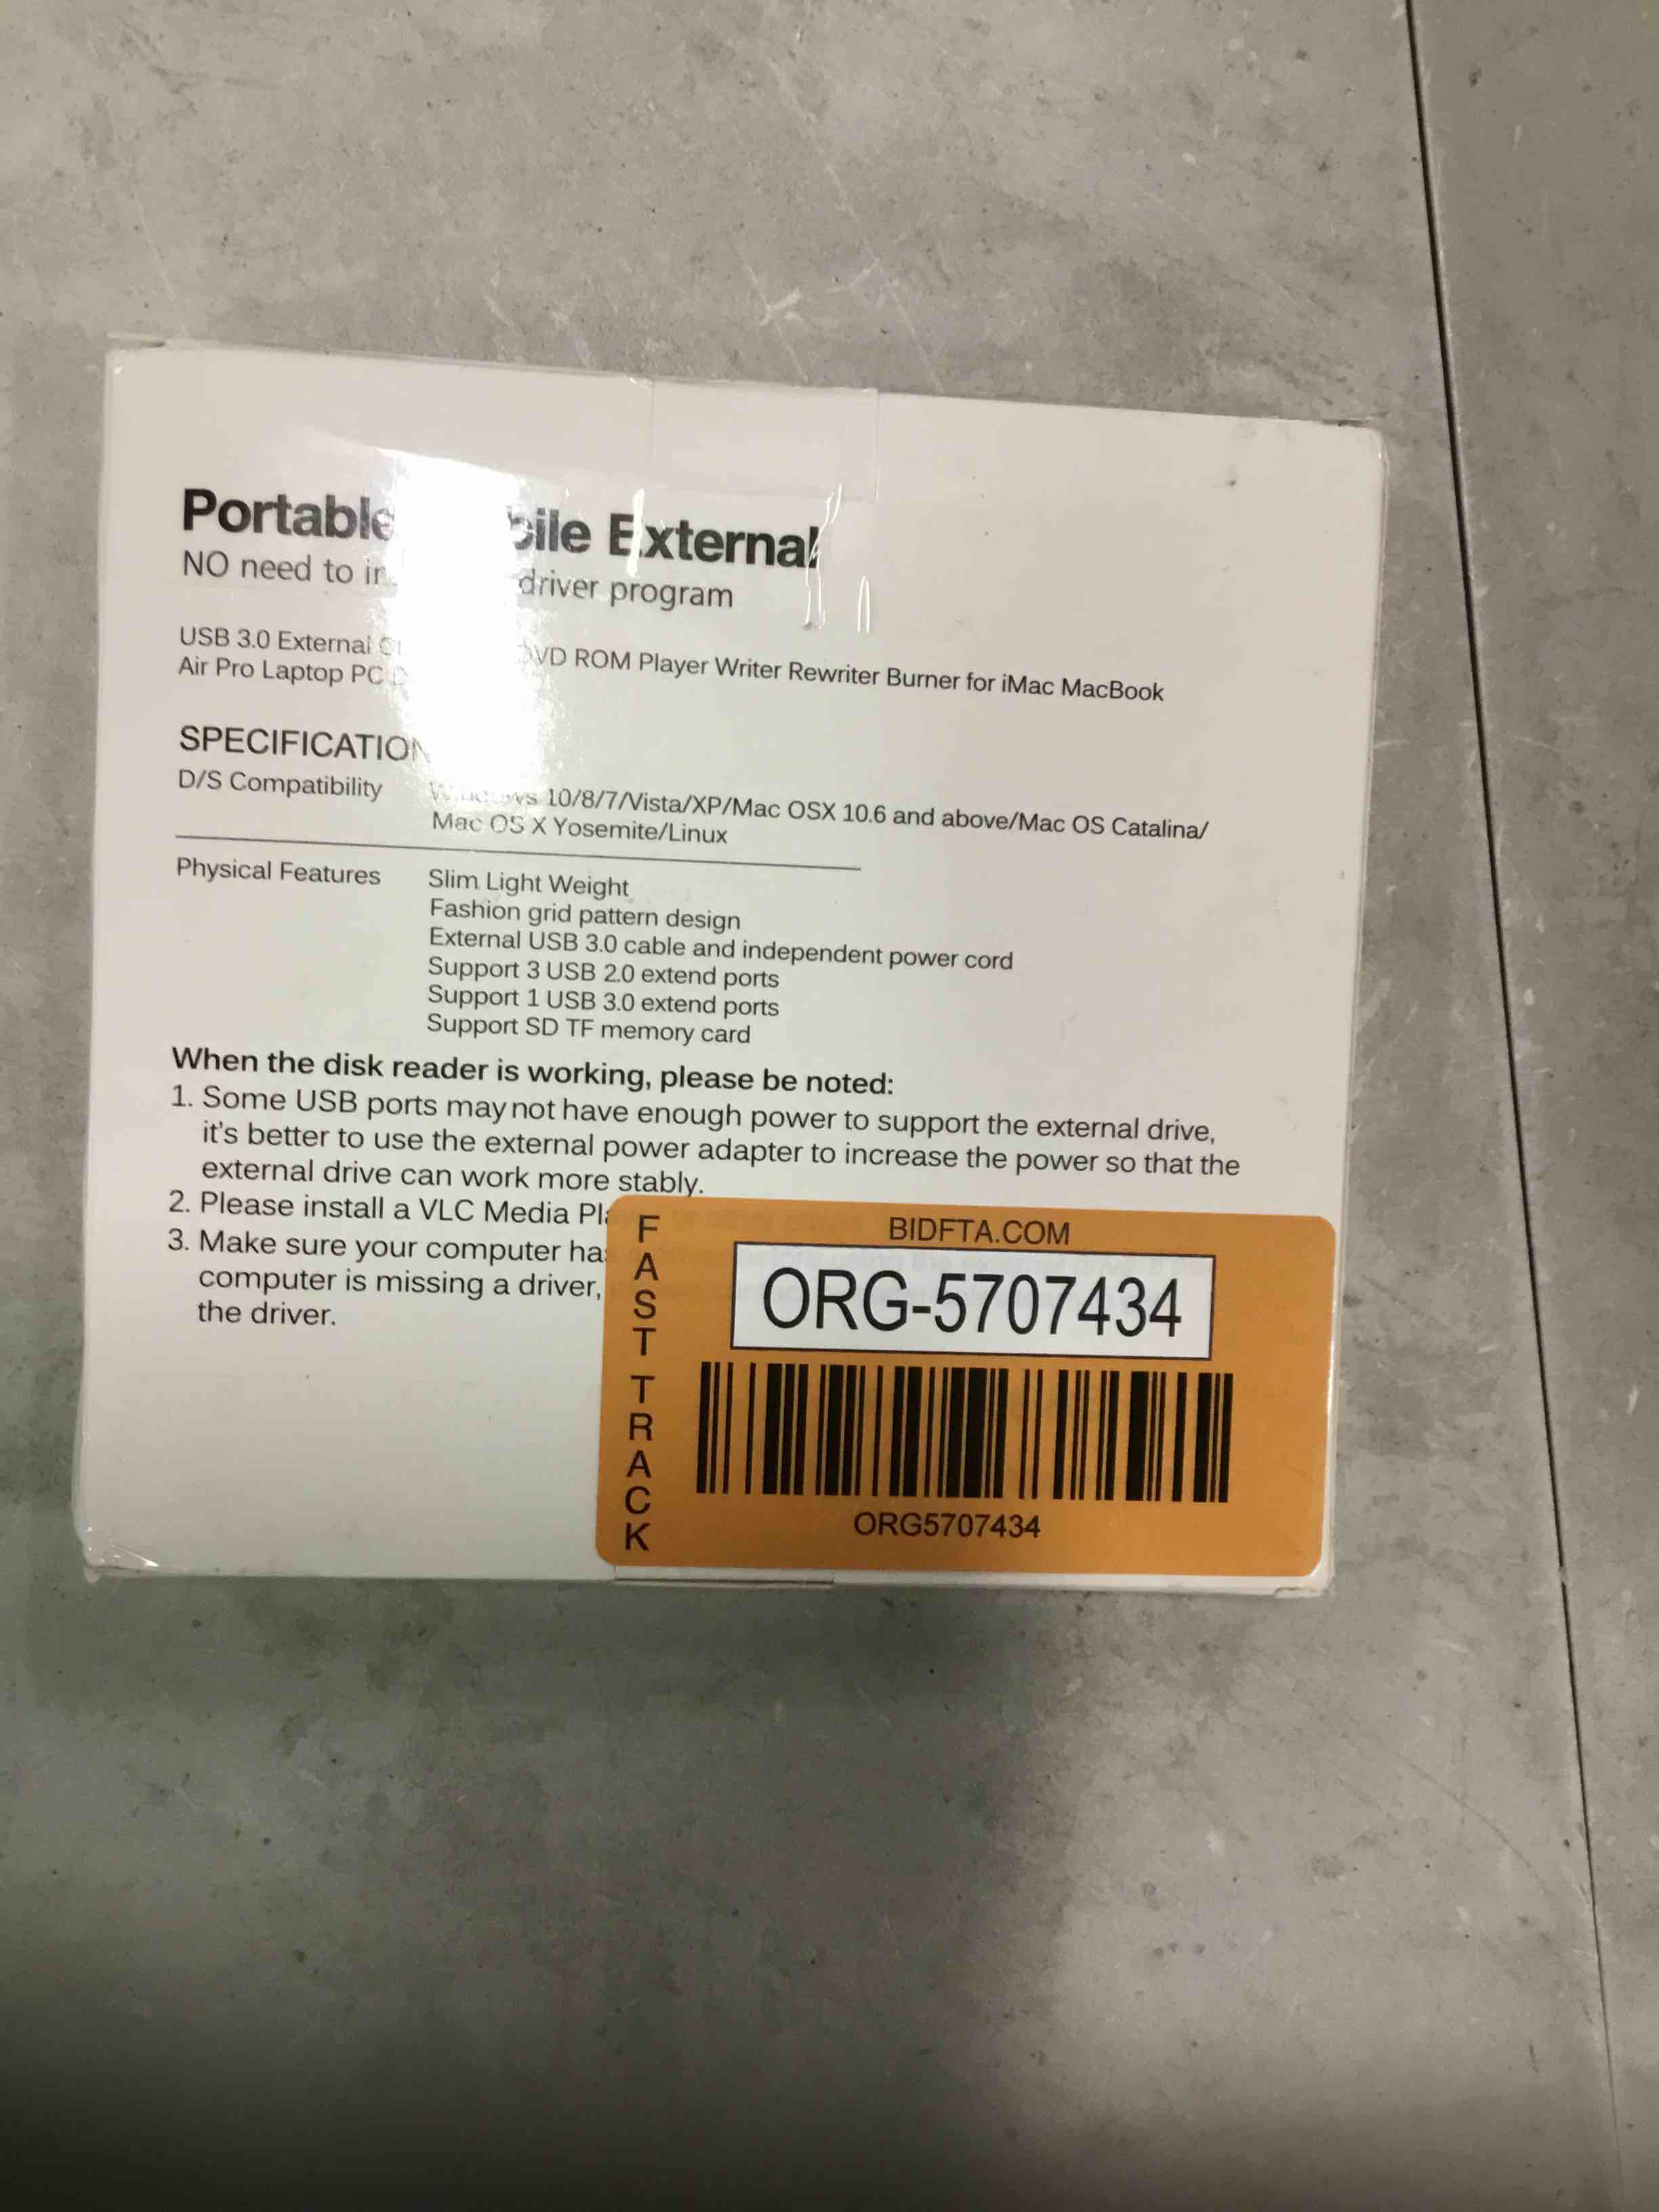 Portable External
NO need to driver program
USB 3.0 External DVD ROM Player Writer Rewriter Burner for iMac MacBook
Air Pro Laptop PC
SPECIFICATION
D/S Compatibility Windows 10/8/7/Vista/XP/Mac OSX 10.6 and above/Mac OS Catalina/
Mac OS X Yosemite/Linux
Physical Features Slim Light Weight
Fashion grid pattern design
External USB 3.0 cable and independent power cord
Support 3 USB 2.0 extend ports
Support 1 USB 3.0 extend ports
Support SD TF memory card
When the disk reader is working, please be noted:
1. Some USB ports may not have enough power to support the external drive,
it's better to use the external power adapter to increase the power so that the
external drive can work more stably.
2. Please install a VLC Media
3. Make sure your computer
computer is missing a driver,
the driver.
FAST TRACK
BIDFTA.COM
ORG-5707434
ORG5707434